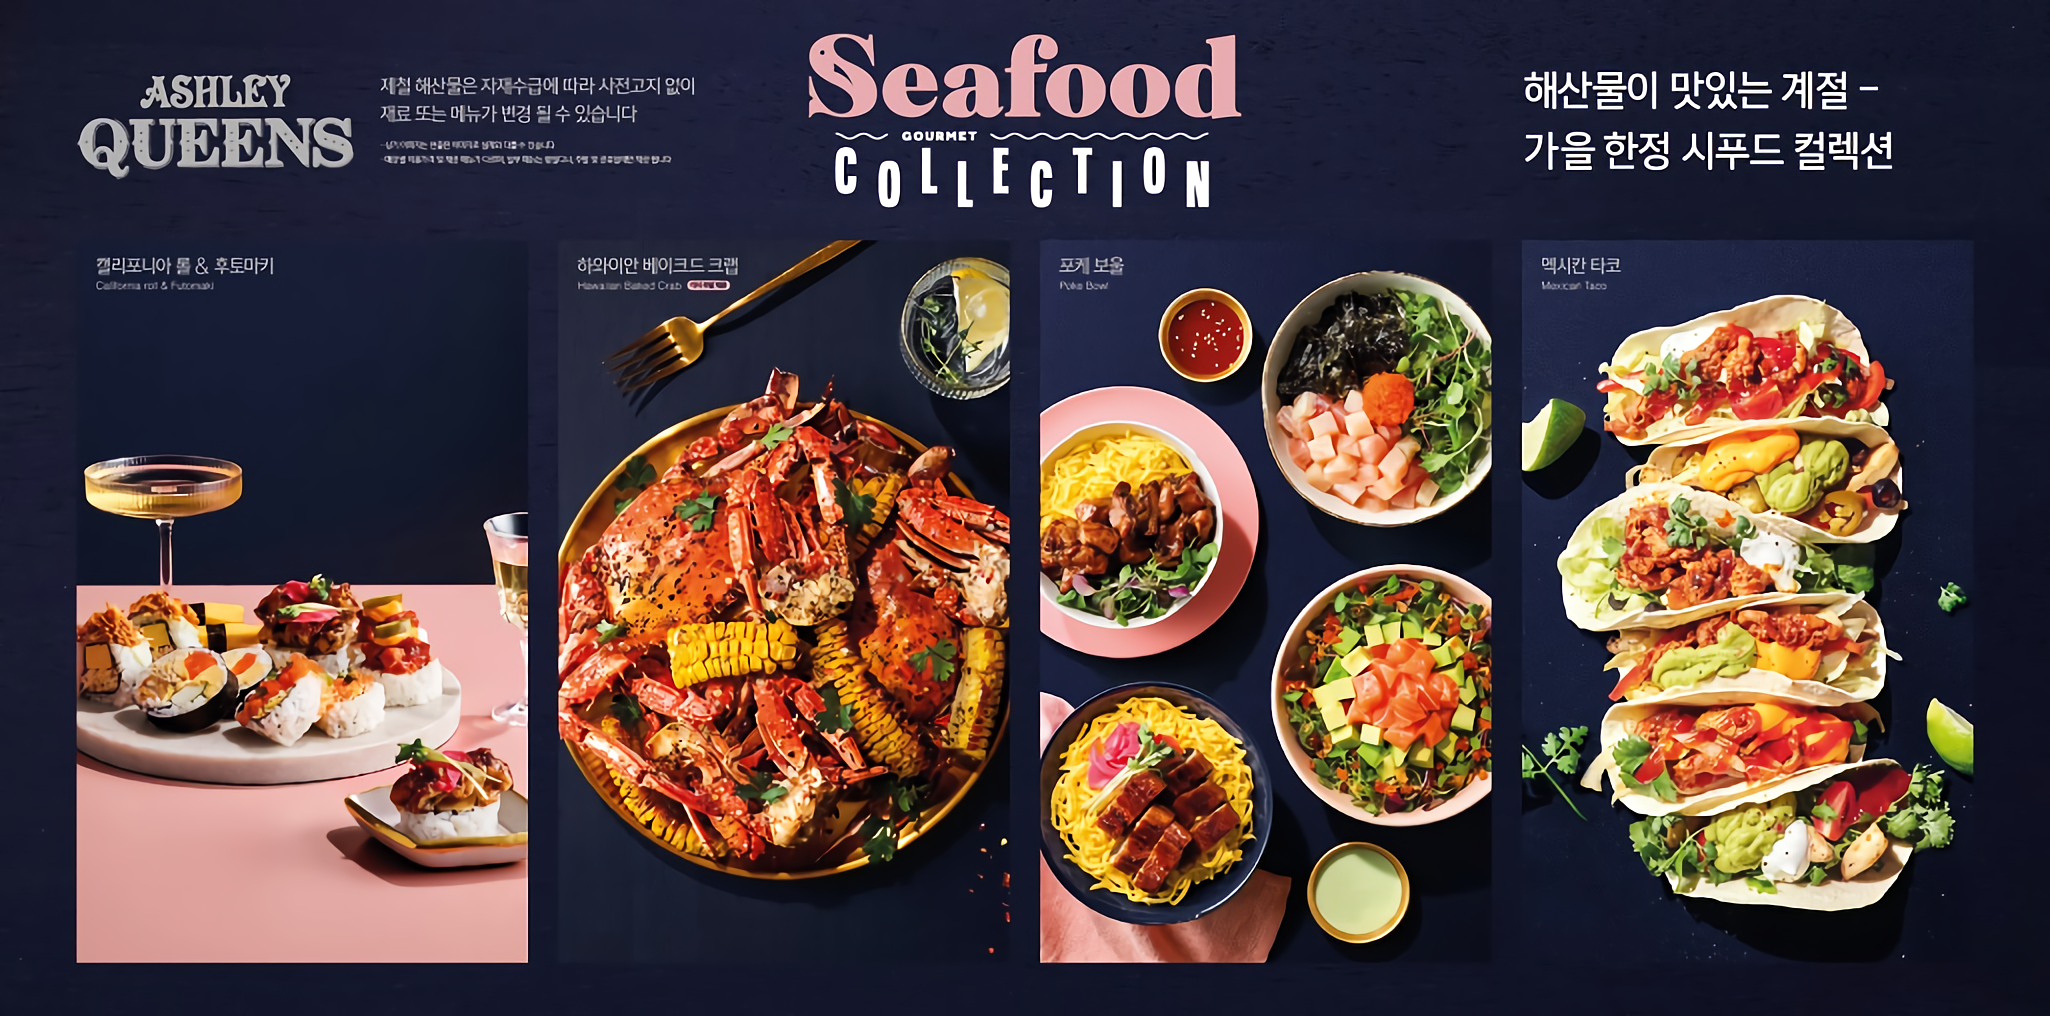 ASHLEY
QUEENS
제철 해산물은 자재수급에 따라 사전고지 없이
재료 또는 메뉴가 변경 될 수 있습니다
Seafood
GOURMET
COLLECTION
해산물이 맛있는 계절 –
가을 한정 시푸드 컬렉션
캘리포니아 롤 & 후토마키
California roll & Futomaki
하와이안 베이크드 크랩
Hawaiian Baked Crab
포케 보울
Poke Bowl
멕시칸 타코
Mexican Taco